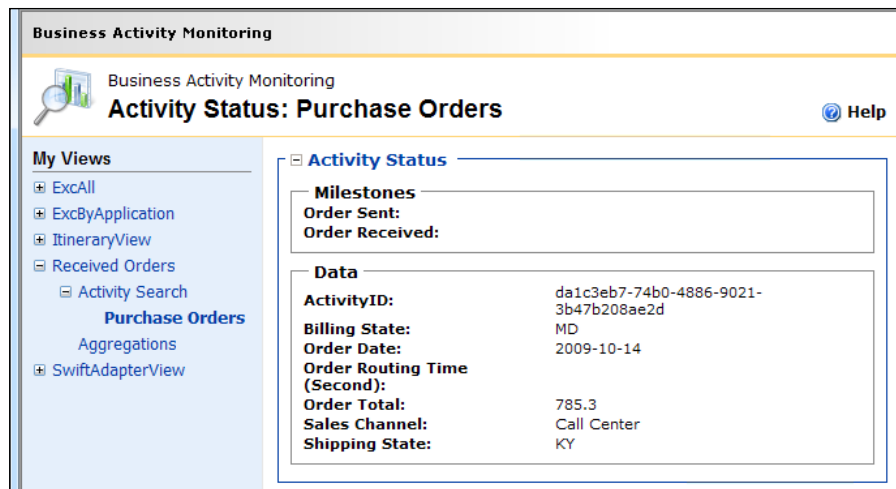 Business Activity Monitoring
Business Activity Monitoring
Activity Status: Purchase Orders
Help
My Views
ExcAll
ExcByApplication
ItineraryView
Received Orders
Activity Search
Purchase Orders
Aggregations
SwiftAdapterView
Activity Status
Milestones
Order Sent:
Order Received:
Data
ActivityID: da1c3eb7-74b0-4886-9021-
3b47b208ae2d
Billing State: MD
Order Date: 2009-10-14
Order Routing Time
(Second):
Order Total: 785.3
Sales Channel: Call Center
Shipping State: KY